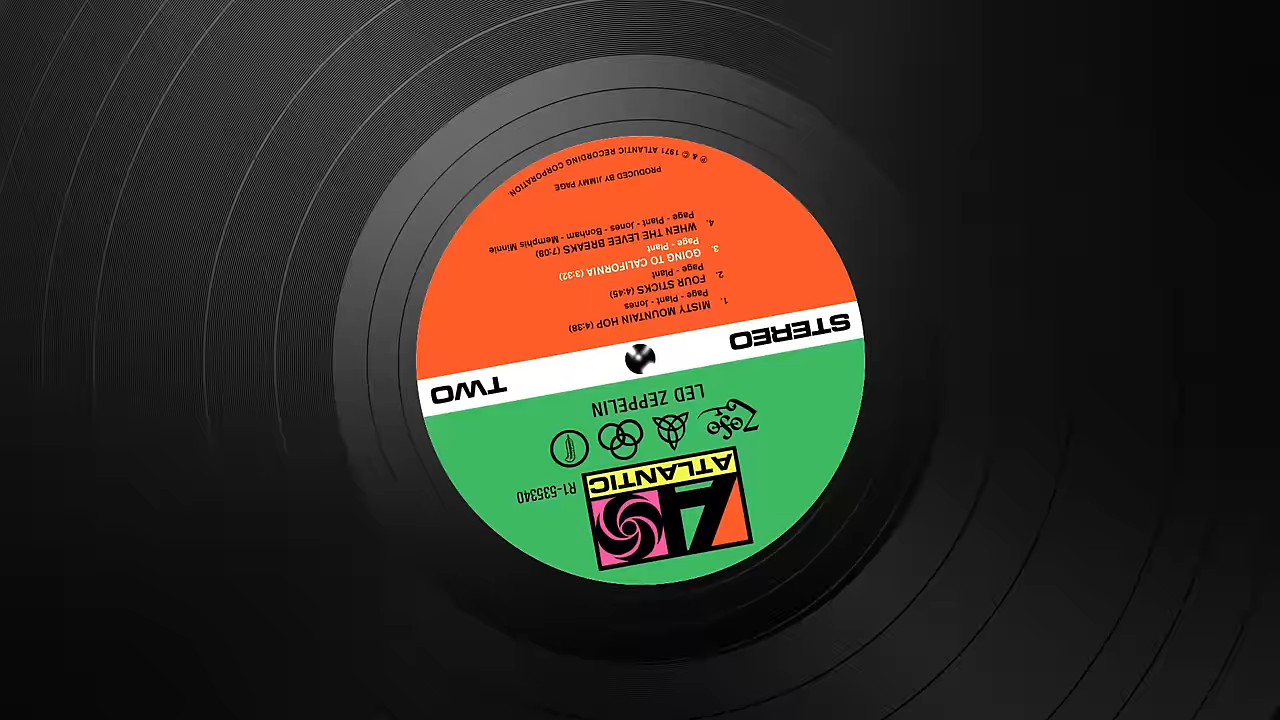 ATLANTIC
R1-535340
LED ZEPPELIN
STEREO
TWO
1. MISTY MOUNTAIN HOP (4:38)
Page - Plant - Jones
2. FOUR STICKS (4:45)
Page - Plant
3. GOING TO CALIFORNIA (3:32)
Page - Plant
4. WHEN THE LEVEE BREAKS (7:08)
Page - Plant - Jones - Bonham - Memphis Minnie
PRODUCED BY JIMMY PAGE
℗ & © 1971 ATLANTIC RECORDING CORPORATION.